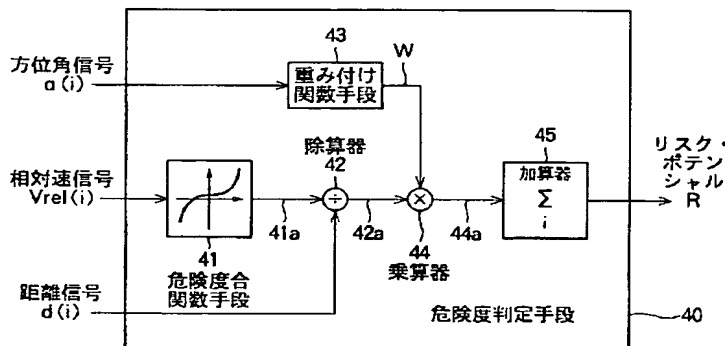 43
W
方位角信号
a(i)
重み付け
関数手段
除算器
42
45
リスク・
ポテン
シャル
R
相対速信号
Vrel(i)
÷
×
加算器
Σ
i
41a
42a
44
44a
41
乗算器
危険度合
関数手段
距離信号
d(i)
危険度判定手段
40